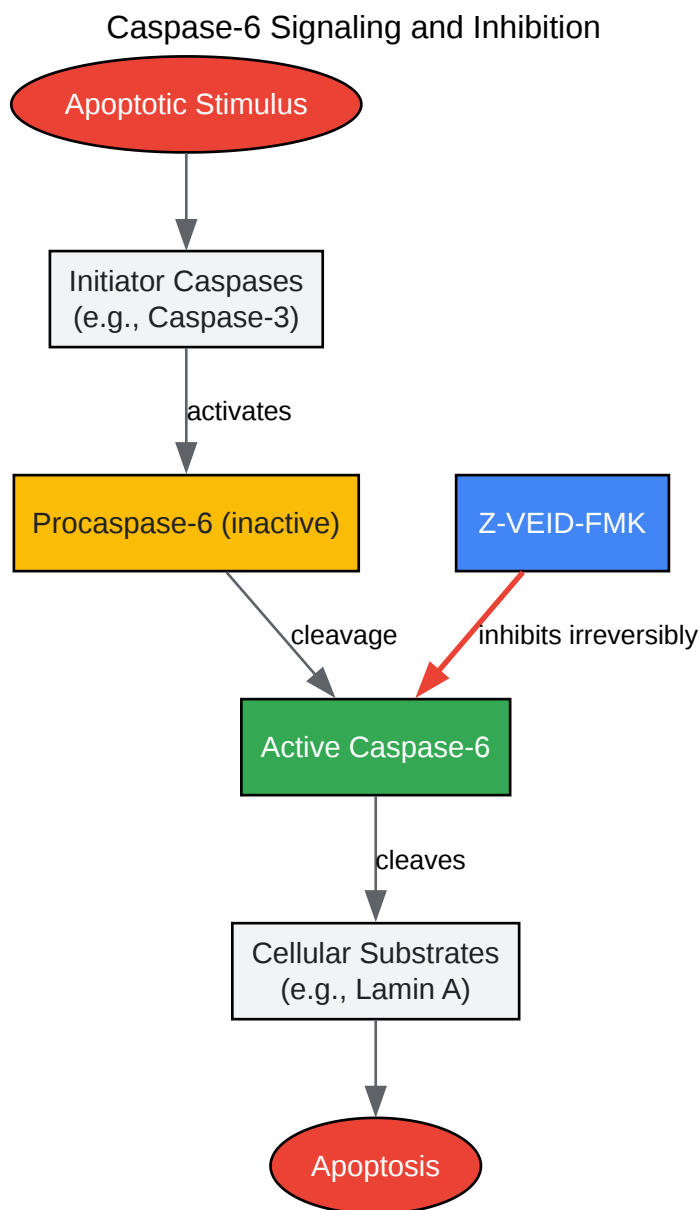 Caspase-6 Signaling and Inhibition
Apoptotic Stimulus
Initiator Caspases
(e.g., Caspase-3)
activates
Procaspase-6 (inactive)
Z-VEID-FMK
cleavage
inhibits irreversibly
Active Caspase-6
cleaves
Cellular Substrates
(e.g., Lamin A)
Apoptosis